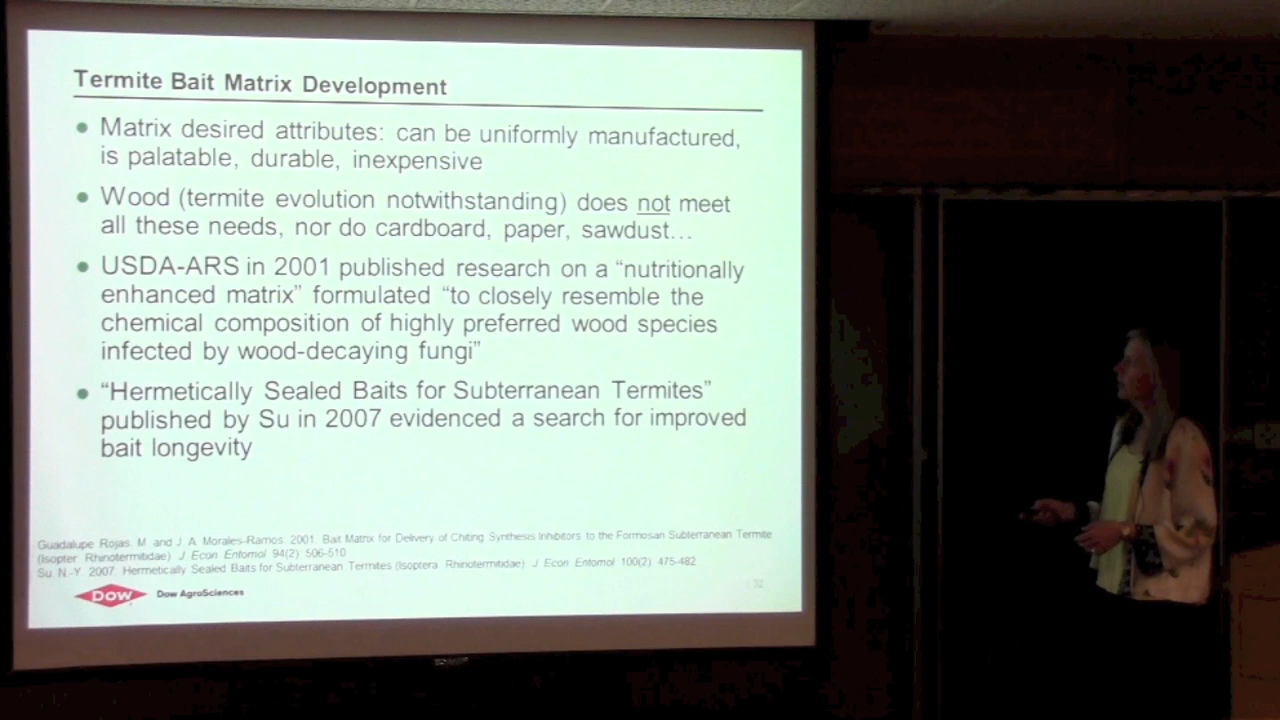 Termite Bait Matrix Development
• Matrix desired attributes: can be uniformly manufactured,
is palatable, durable, inexpensive
• Wood (termite evolution notwithstanding) does not meet
all these needs, nor do cardboard, paper, sawdust…
• USDA-ARS in 2001 published research on a “nutritionally
enhanced matrix” formulated “to closely resemble the
chemical composition of highly preferred wood species
infected by wood-decaying fungi”
• “Hermetically Sealed Baits for Subterranean Termites”
published by Su in 2007 evidenced a search for improved
bait longevity
Guadalupe Rojas, M. and J. A. Morales-Ramos. 2001. Bait Matrix for Delivery of Chiting Synthesis Inhibitors to the Formosan Subterranean Termite
(Isopter: Rhinotermitidae) J. Econ. Entomol. 94(2): 506-510
Su, N.-Y. 2007. Hermetically Sealed Baits for Subterranean Termites (Isoptera: Rhinotermitidae) J. Econ. Entomol. 100(2): 475-482
DOW Dow AgroSciences
32